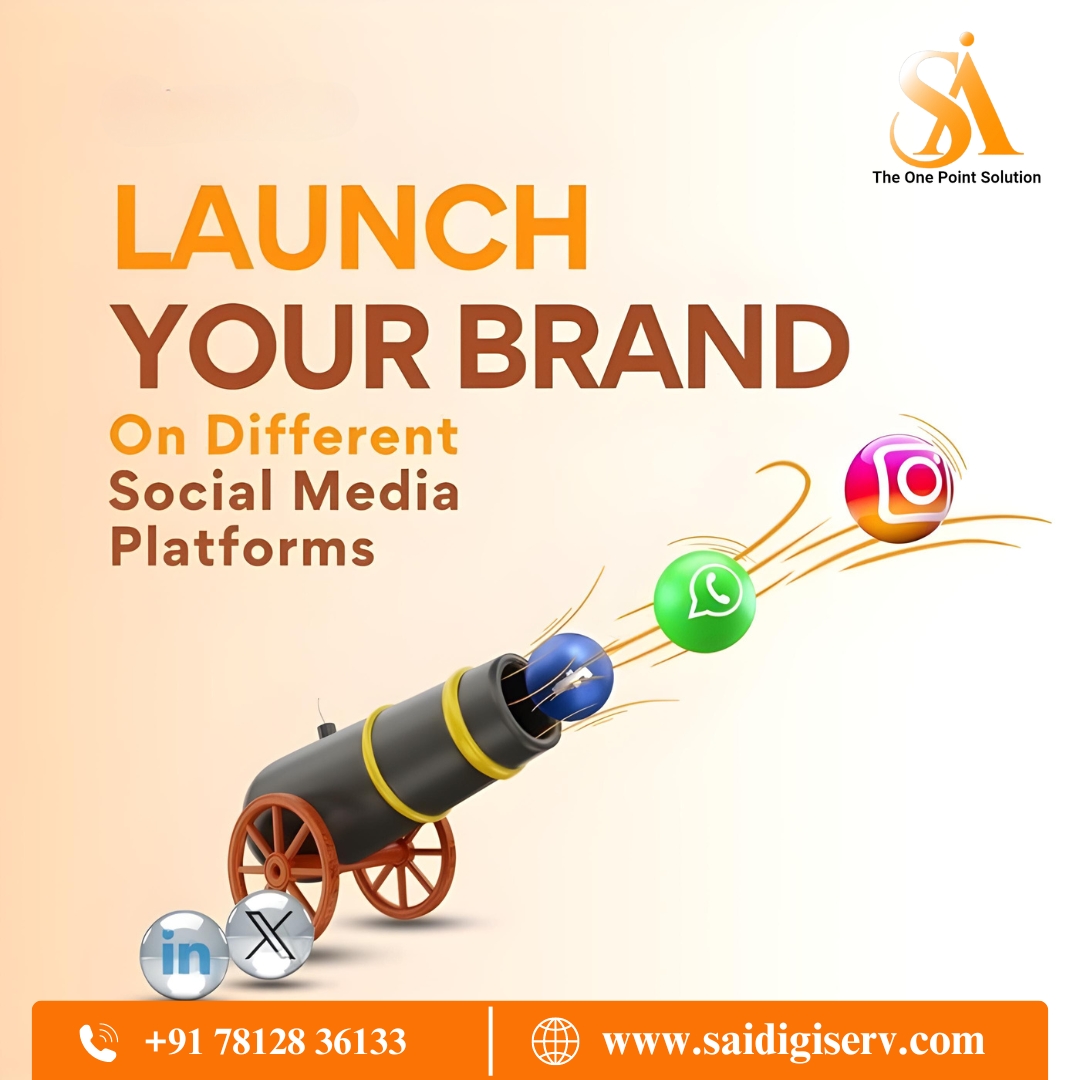 SAi
The One Point Solution
LAUNCH
YOUR BRAND
On Different
Social Media
Platforms
in
X
+91 78128 36133
www.saidigiserv.com